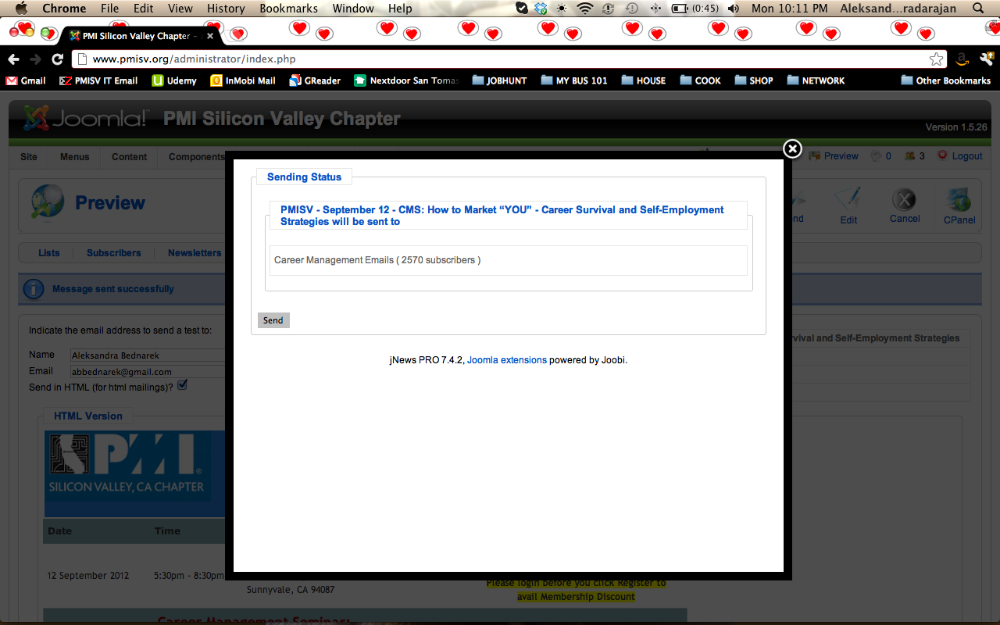 Chrome File Edit View History Bookmarks Window Help (0:45) Mon 10:11 PM Aleksand...radarajan
PMI Silicon Valley Chapter –
www.pmisv.org/administrator/index.php
Gmail PMISV IT Email Udemy InMobi Mail GReader Nextdoor San Tomas JOBHUNT MY BUS 101 HOUSE COOK SHOP NETWORK Other Bookmarks
Joomla! PMI Silicon Valley Chapter
Version 1.5.26
Site Menus Content Components Preview 0 3 Logout
Preview
Edit Cancel CPanel
Lists Subscribers Newsletters
Message sent successfully
Indicate the email address to send a test to:
Name Aleksandra Bednarek
Email abbednarek@gmail.com
Send in HTML (for html mailings)?
and Self-Employment Strategies
HTML Version
PMI®
SILICON VALLEY, CA CHAPTER
Date Time
12 September 2012 5:30pm - 8:30pm
Sunnyvale, CA 94087
Please login before you click Register to
avail Membership Discount
Career Management Seminar:
Sending Status
PMISV - September 12 - CMS: How to Market “YOU” - Career Survival and Self-Employment
Strategies will be sent to
Career Management Emails ( 2570 subscribers )
Send
jNews PRO 7.4.2, Joomla extensions powered by Joobi.